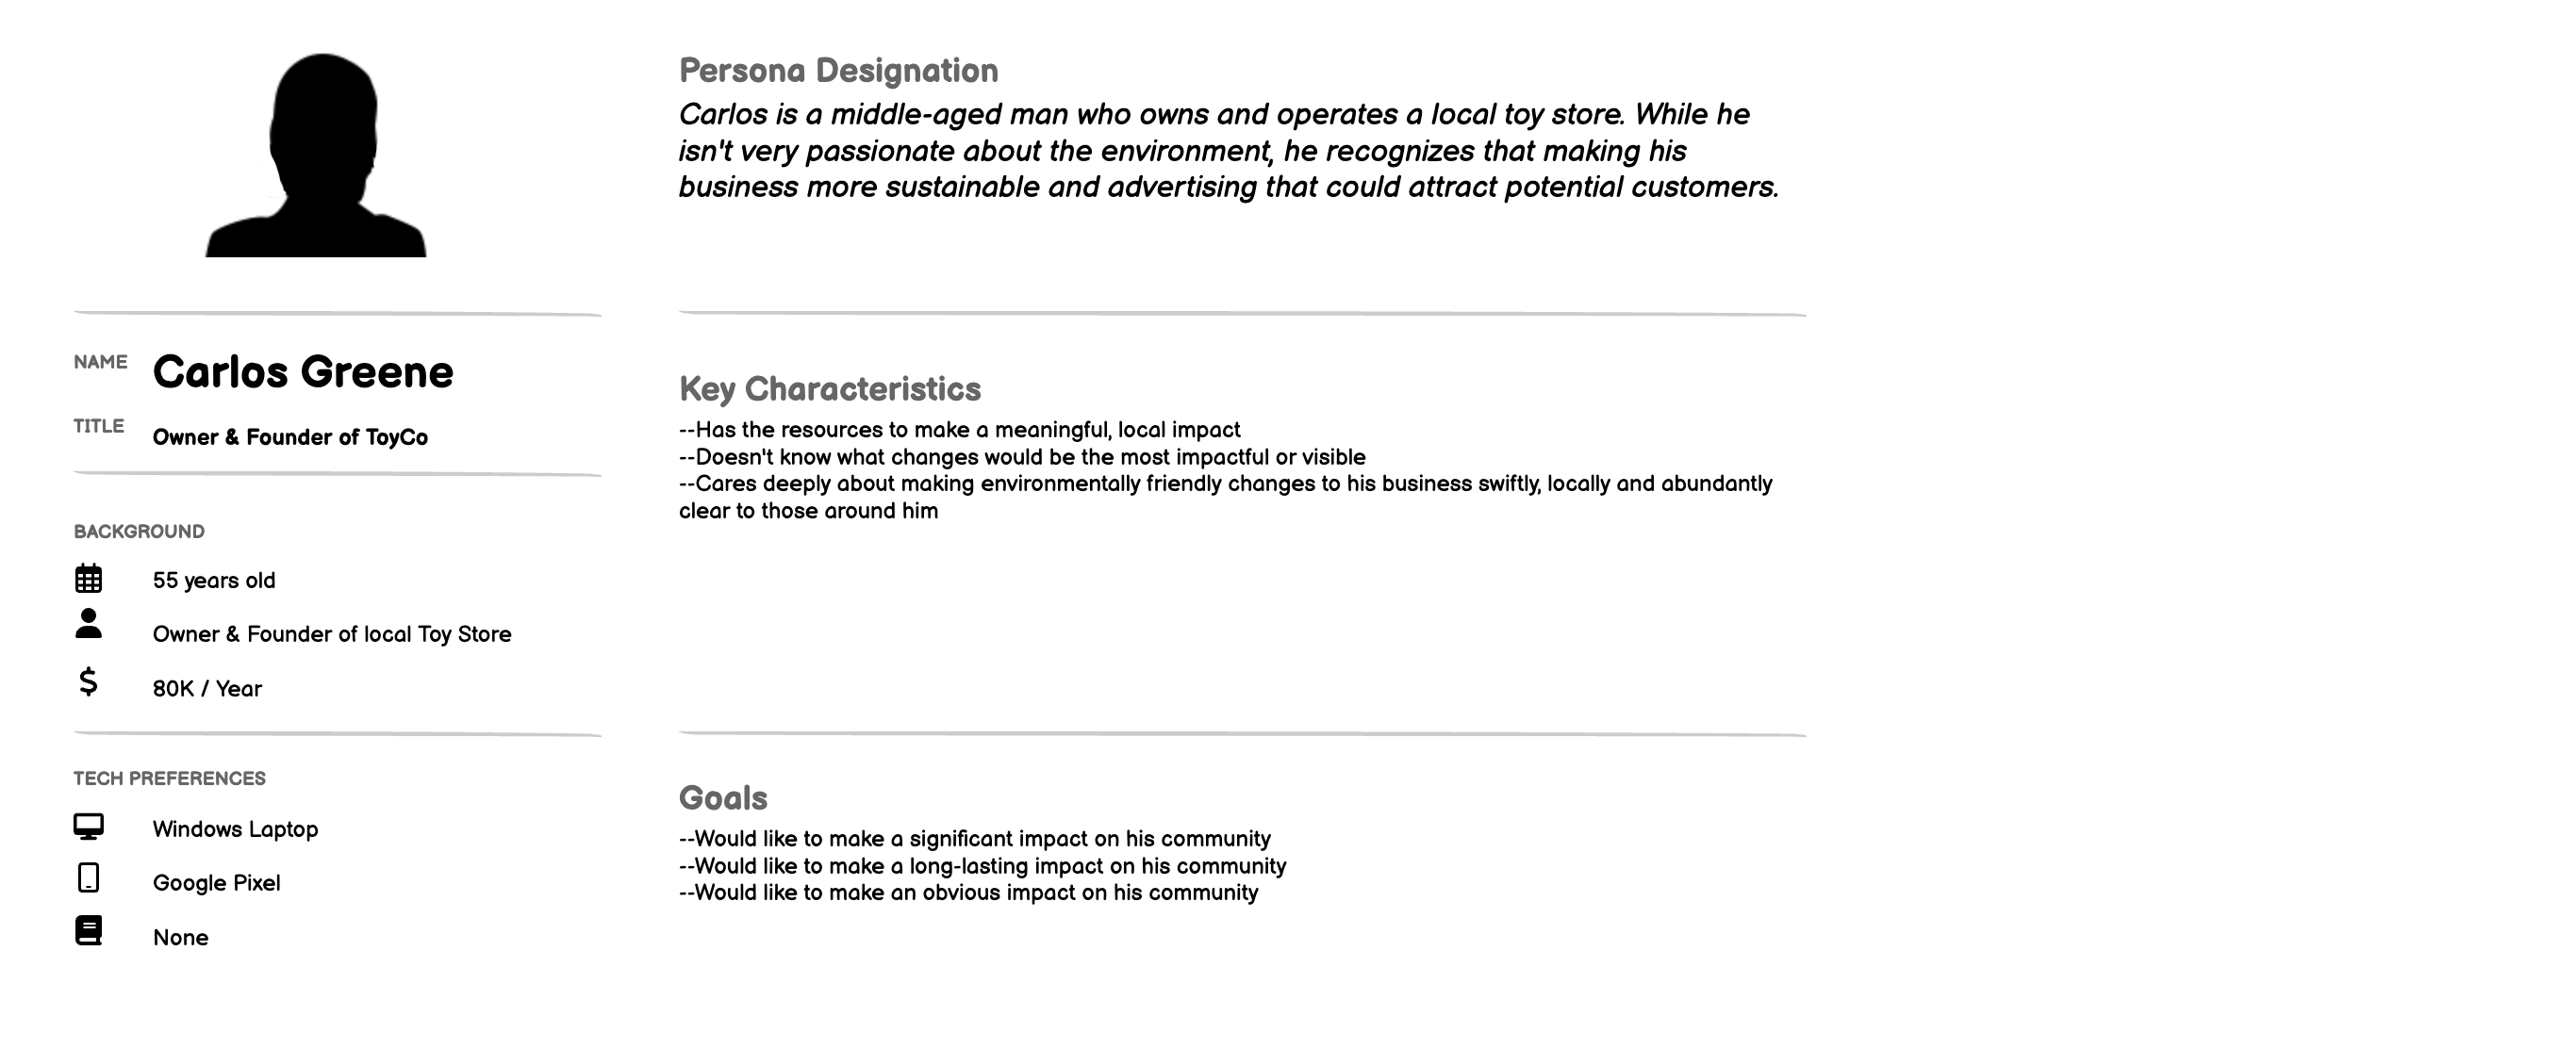 Persona Designation
Carlos is a middle-aged man who owns and operates a local toy store. While he
isn't very passionate about the environment, he recognizes that making his
business more sustainable and advertising that could attract potential customers.
NAME Carlos Greene
TITLE Owner & Founder of ToyCo
BACKGROUND
55 years old
Owner & Founder of local Toy Store
$ 80K / Year
TECH PREFERENCES
Windows Laptop
Google Pixel
None
Key Characteristics
--Has the resources to make a meaningful, local impact
--Doesn't know what changes would be the most impactful or visible
--Cares deeply about making environmentally friendly changes to his business swiftly, locally and abundantly
clear to those around him
Goals
--Would like to make a significant impact on his community
--Would like to make a long-lasting impact on his community
--Would like to make an obvious impact on his community